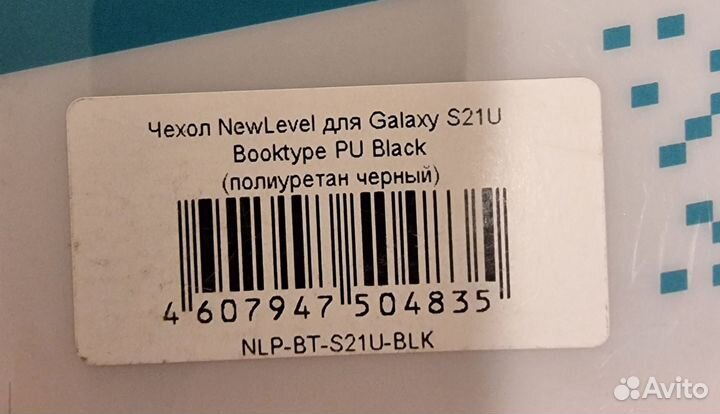 Чехол NewLevel для Galaxy S21U
Booktype PU Black
(полиуретан черный)
4 607947 504835
NLP-BT-S21U-BLK
Avito